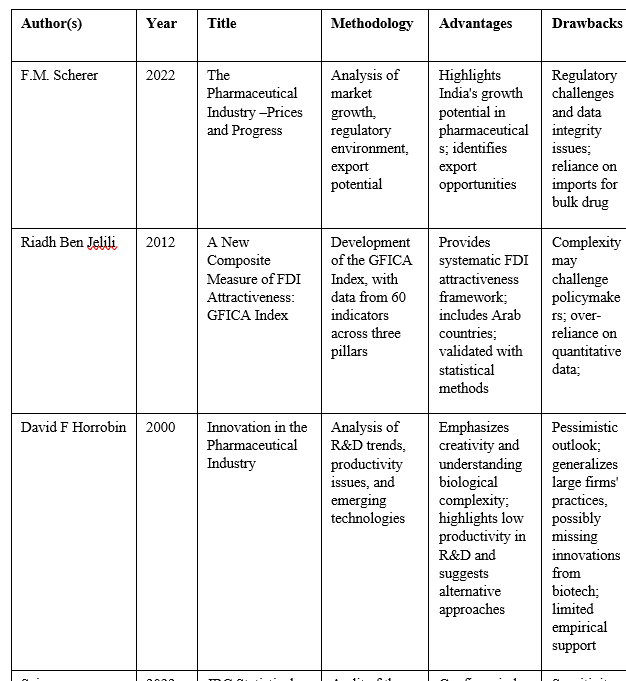 Author(s) Year Title Methodology Advantages Drawbacks
F.M. Scherer
2022
The
Pharmaceutical
Industry –Prices
and Progress
Analysis of
market
growth,
regulatory
environment,
export
potential
Highlights
India's growth
potential in
pharmaceutical
s; identifies
export
opportunities
Regulatory
challenges
and data
integrity
issues;
reliance on
imports for
bulk drug
Riadh Ben Jelili
2012
A New
Composite
Measure of FDI
Attractiveness:
GFICA Index
Development
of the GFICA
Index, with
data from 60
indicators
across three
pillars
Provides
systematic FDI
attractiveness
framework;
includes Arab
countries;
validated with
statistical
methods
Complexity
may
challenge
policymake
rs; over-
reliance on
quantitative
data;
David F Horrobin
2000
Innovation in the
Pharmaceutical
Industry
Analysis of
R&D trends,
productivity
issues, and
emerging
technologies
Emphasizes
creativity and
understanding
biological
complexity;
highlights low
productivity in
R&D and
suggests
alternative
approaches
Pessimistic
outlook;
generalizes
large firms'
practices,
possibly
missing
innovations
from
biotech;
limited
empirical
support